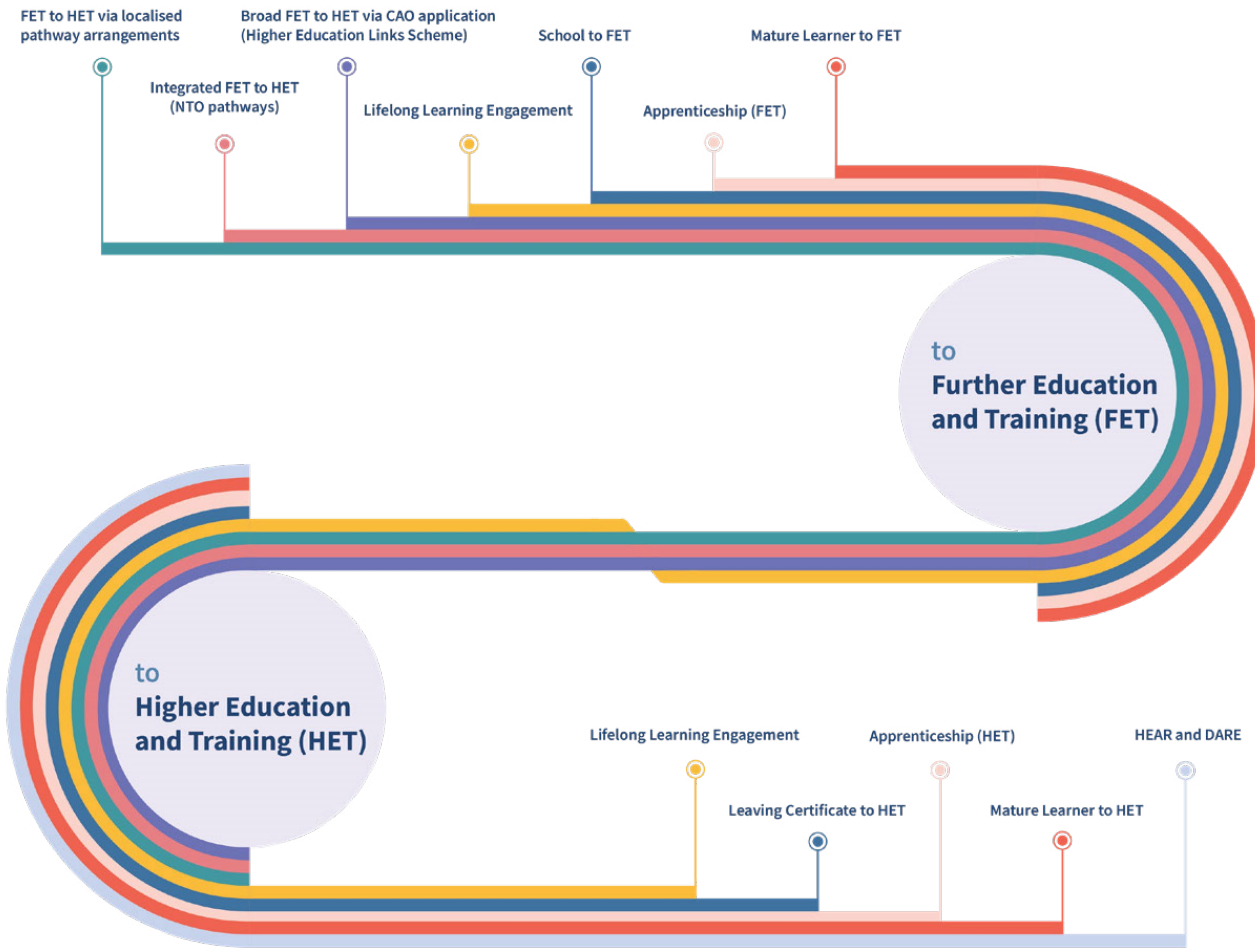 FET to HET via localised
pathway arrangements
Broad FET to HET via CAO application
(Higher Education Links Scheme)
School to FET
Mature Learner to FET
Integrated FET to HET
(NTO pathways)
Lifelong Learning Engagement
Apprenticeship (FET)
to
Further Education
and Training (FET)
to
Higher Education
and Training (HET)
Lifelong Learning Engagement
Apprenticeship (HET)
HEAR and DARE
Leaving Certificate to HET
Mature Learner to HET